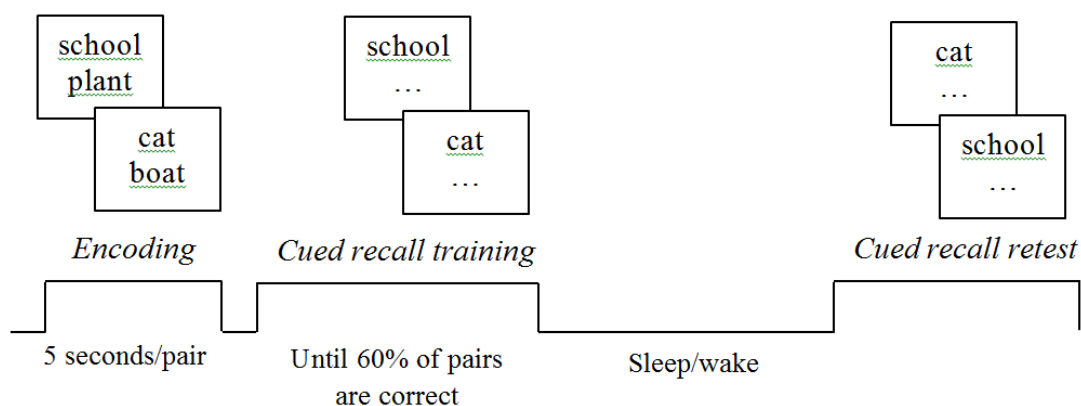 school
plant
cat
boat
school
...
cat
...
cat
...
school
...
Encoding
Cued recall training
Cued recall retest
5 seconds/pair
Until 60% of pairs
are correct
Sleep/wake